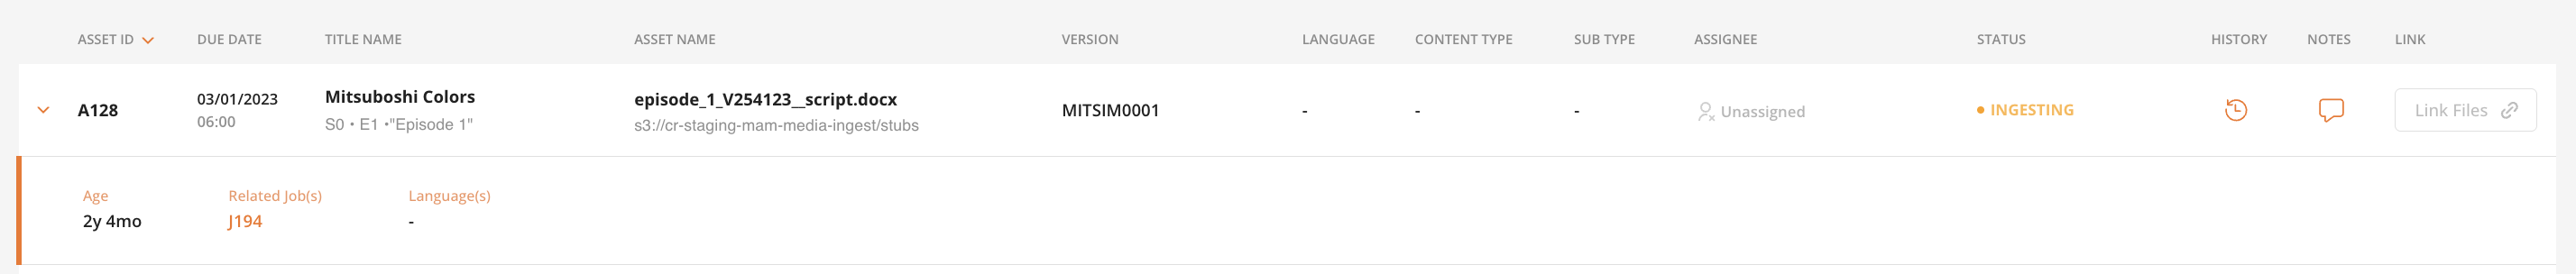 ASSET ID DUE DATE TITLE NAME ASSET NAME VERSION LANGUAGE CONTENT TYPE SUB TYPE ASSIGNEE STATUS HISTORY NOTES LINK
A128 03/01/2023 Mitsuboshi Colors episode_1_V254123__script.docx MITSIM0001 - - - Unassigned • INGESTING Link Files
06:00 S0 • E1 •"Episode 1" s3://cr-staging-mam-media-ingest/stubs
Age Related Job(s) Language(s)
2y 4mo J194 -